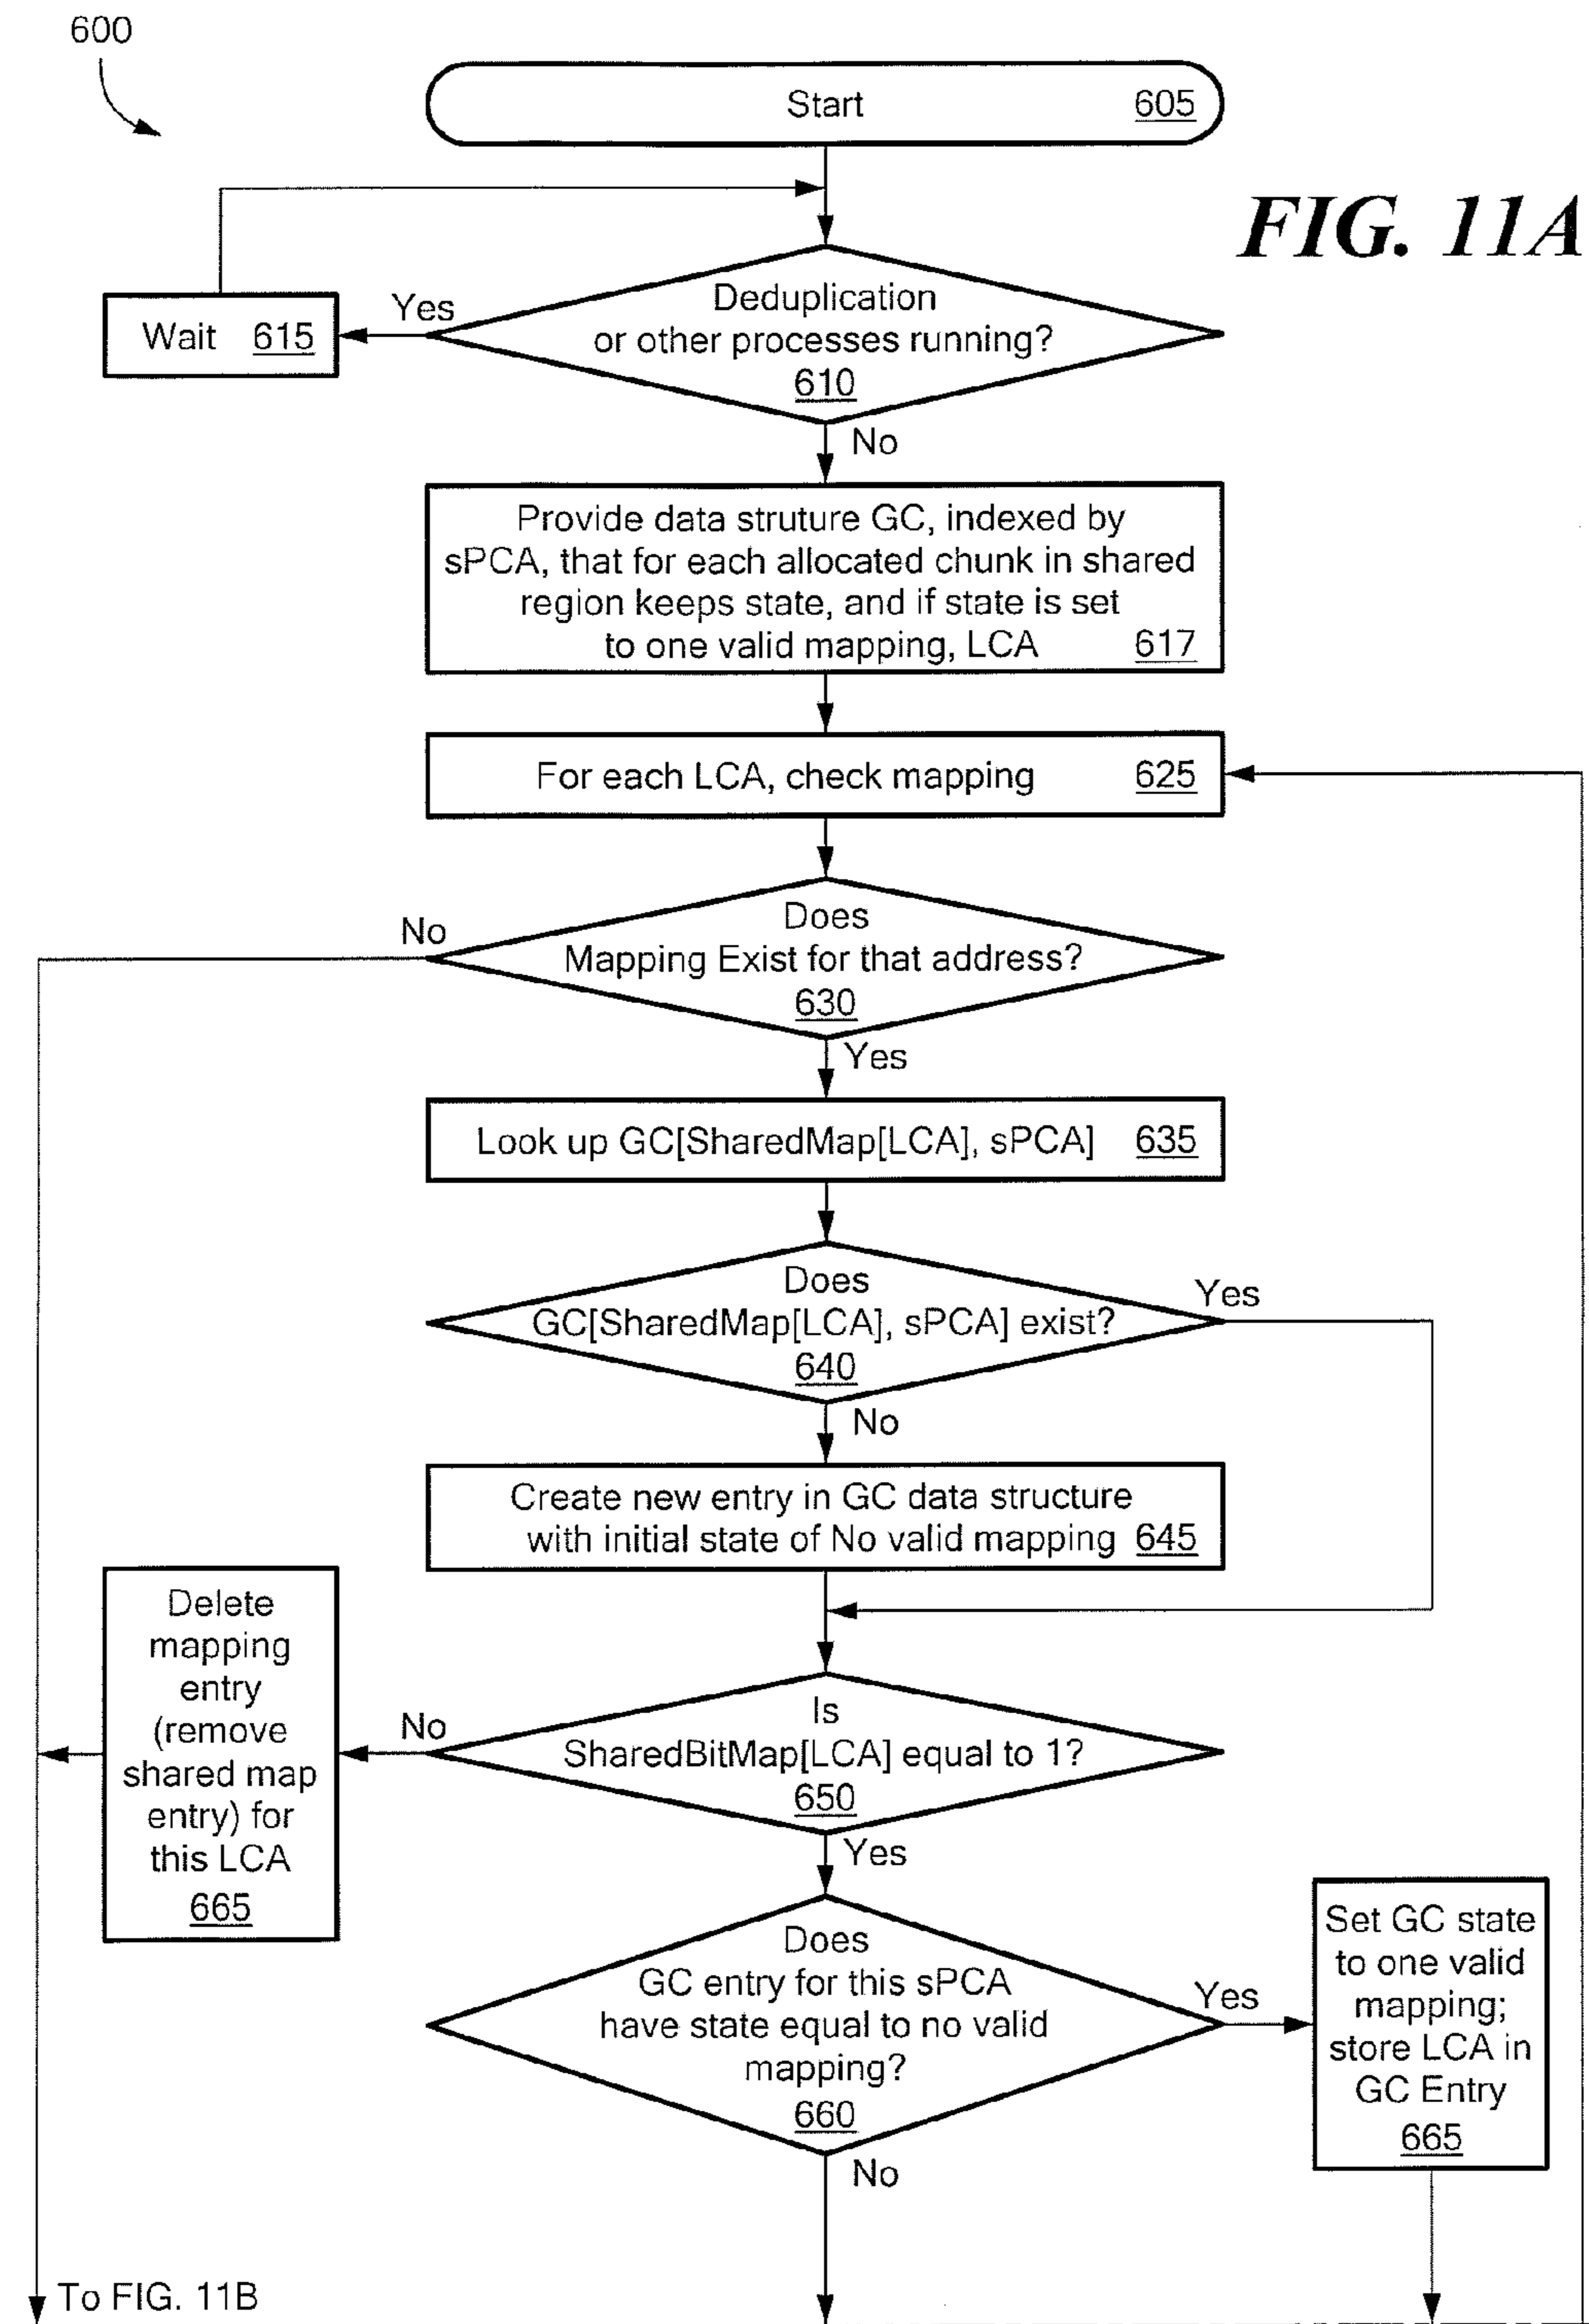 600
Start 605
FIG. 11A
Deduplication
or other processes running?
610
Yes
Wait 615
No
Provide data struture GC, indexed by
sPCA, that for each allocated chunk in shared
region keeps state, and if state is set
to one valid mapping, LCA 617
For each LCA, check mapping 625
Does
Mapping Exist for that address?
630
No
Yes
Look up GC[SharedMap[LCA], sPCA] 635
Does
GC[SharedMap[LCA], sPCA] exist?
640
Yes
No
Create new entry in GC data structure
with initial state of No valid mapping 645
Is
SharedBitMap[LCA] equal to 1?
650
No
Delete
mapping
entry
(remove
shared map
entry) for
this LCA
665
Yes
Does
GC entry for this sPCA
have state equal to no valid
mapping?
660
Yes
Set GC state
to one valid
mapping;
store LCA in
GC Entry
665
No
To FIG. 11B